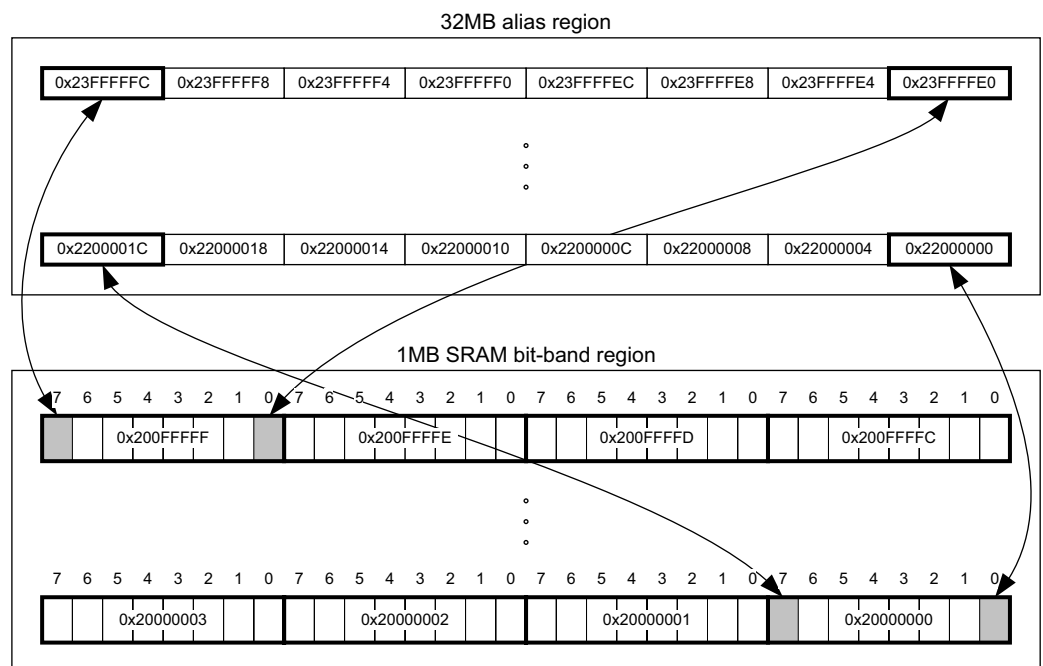 32MB alias region
0x23FFFFFC 0x23FFFFF8 0x23FFFFF4 0x23FFFFF0 0x23FFFFEC 0x23FFFFE8 0x23FFFFE4 0x23FFFFE0
0x2200001C 0x22000018 0x22000014 0x22000010 0x2200000C 0x22000008 0x22000004 0x22000000
1MB SRAM bit-band region
7 6 5 4 3 2 1 0 7 6 5 4 3 2 1 0 7 6 5 4 3 2 1 0 7 6 5 4 3 2 1 0
0x200FFFFF 0x200FFFFE 0x200FFFFD 0x200FFFFC
7 6 5 4 3 2 1 0 7 6 5 4 3 2 1 0 7 6 5 4 3 2 1 0 7 6 5 4 3 2 1 0
0x20000003 0x20000002 0x20000001 0x20000000